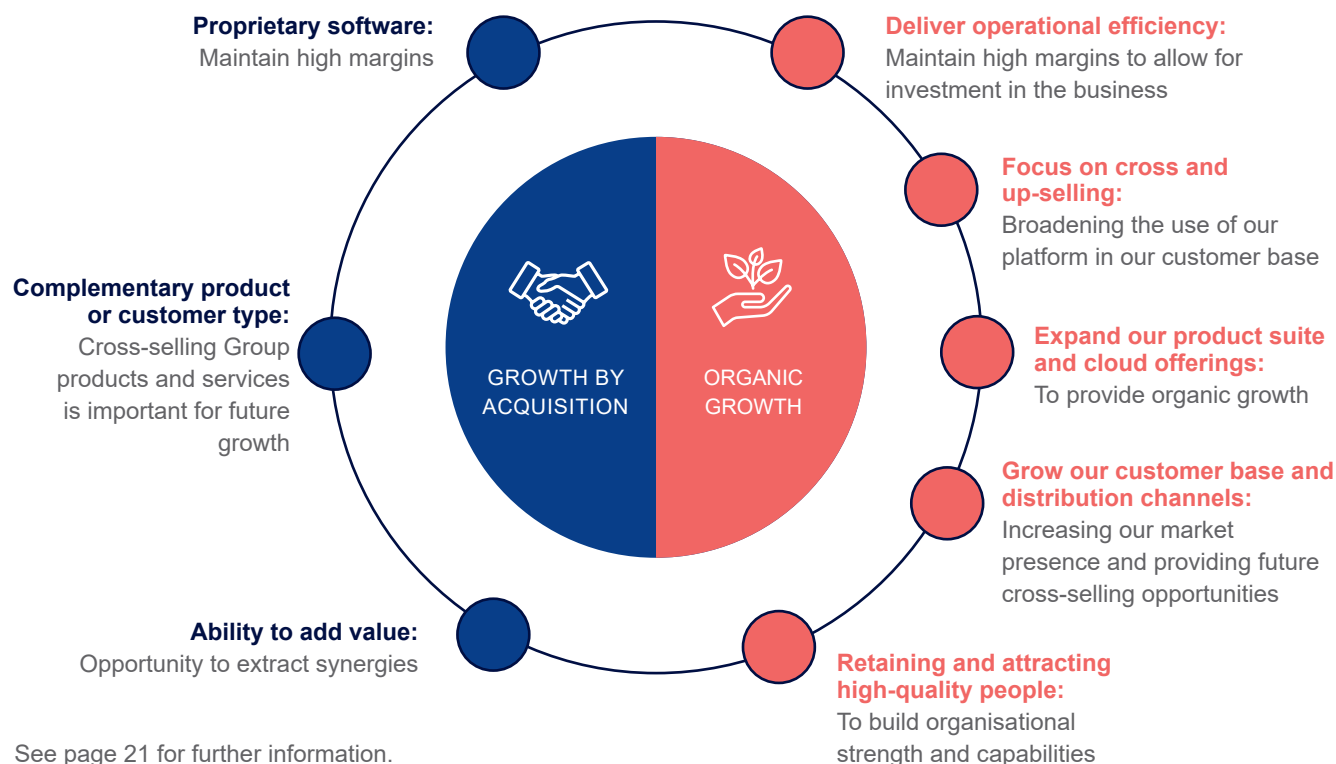 Proprietary software:
Maintain high margins
Complementary product
or customer type:
Cross-selling Group
products and services
is important for future
growth
Ability to add value:
Opportunity to extract synergies
GROWTH BY
ACQUISITION
ORGANIC
GROWTH
Deliver operational efficiency:
Maintain high margins to allow for
investment in the business
Focus on cross and
up-selling:
Broadening the use of our
platform in our customer base
Expand our product suite
and cloud offerings:
To provide organic growth
Grow our customer base and
distribution channels:
Increasing our market
presence and providing future
cross-selling opportunities
Retaining and attracting
high-quality people:
To build organisational
strength and capabilities
See page 21 for further information.